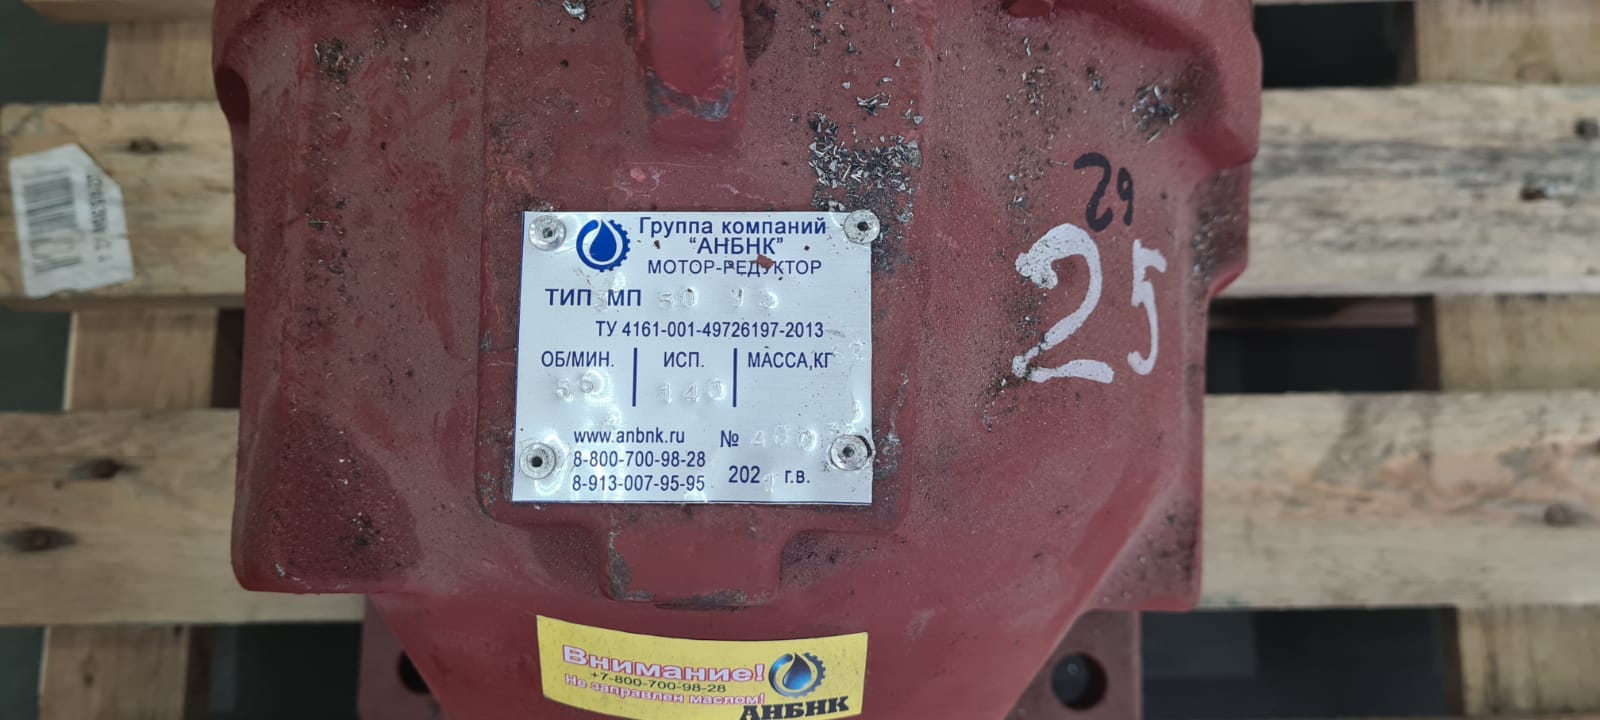 Группа компаний
"АНБНК"
МОТОР-РЕДУКТОР
ТИП МП 50
ТУ 4161-001-49726197-2013
ОБ/МИН. ИСП. МАССА,КГ
140
www.anbnk.ru №
8-800-700-98-28
8-913-007-95-95 202 г.в.
25
Внимание!
+7-800-700-98-28
Не заправлен маслом!
АНБНК